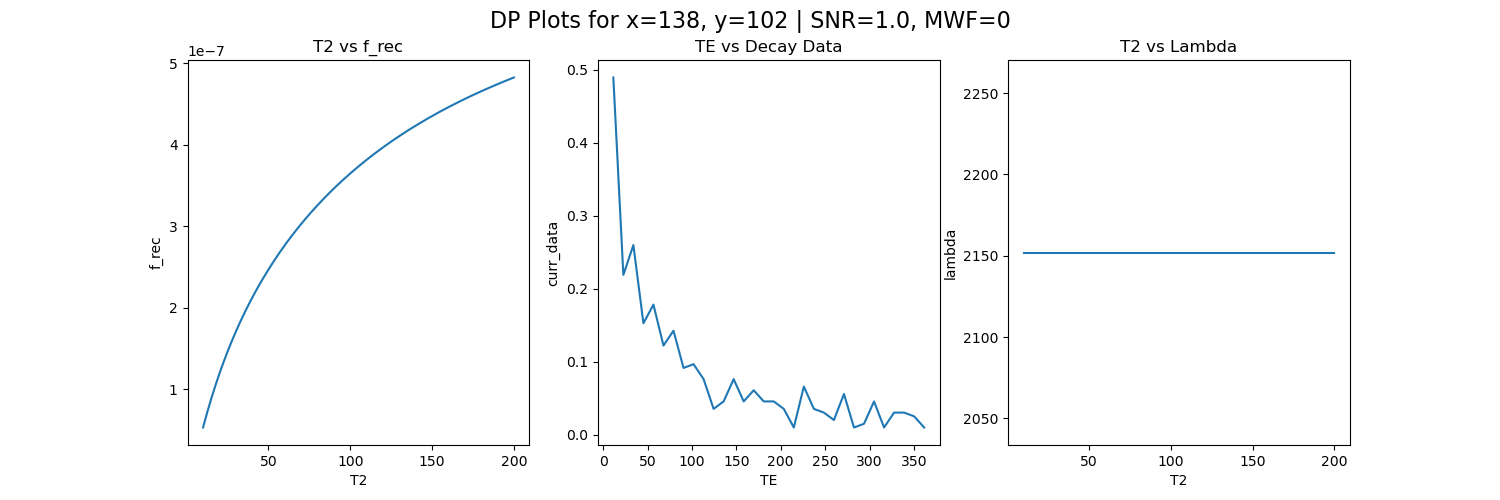 DP Plots for x=138, y=102 | SNR=1.0, MWF=0
T2 vs f_rec
1e−7
5
4
3
2
1
f_rec
50 100 150 200
T2
TE vs Decay Data
0.5
0.4
0.3
0.2
0.1
0.0
curr_data
0 50 100 150 200 250 300 350
TE
T2 vs Lambda
2250
2200
2150
2100
2050
lambda
50 100 150 200
T2